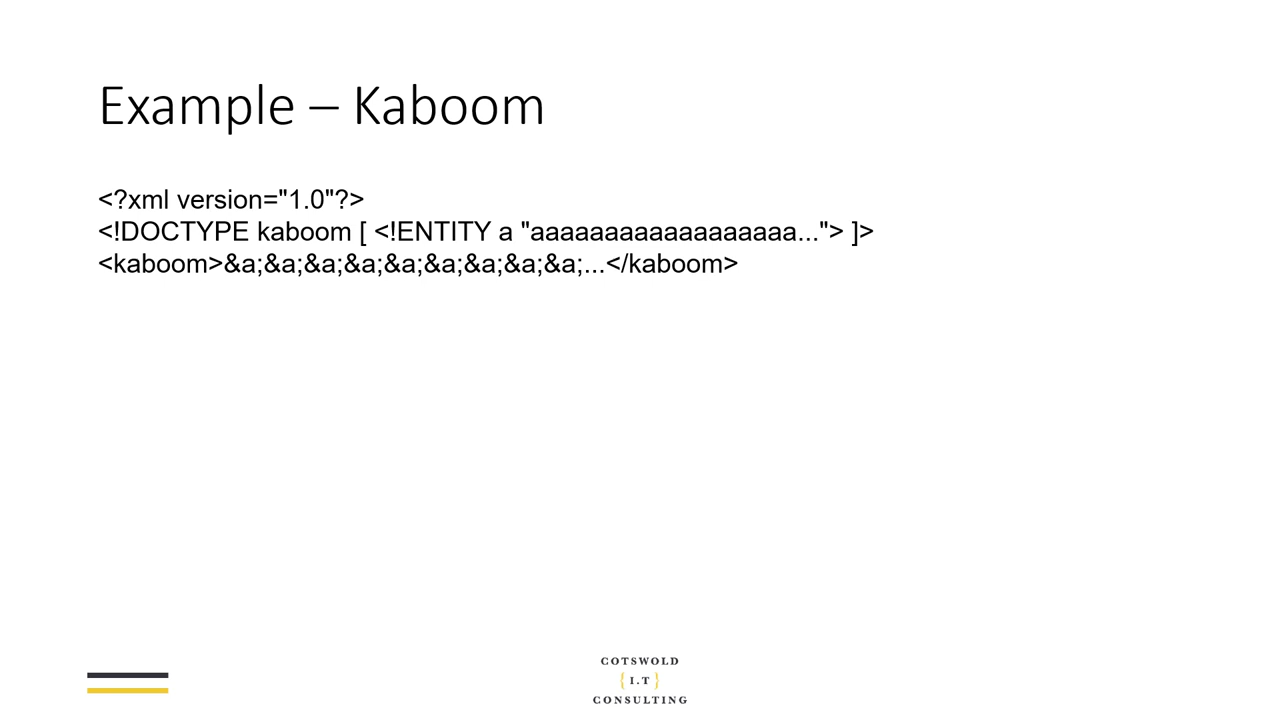 Example – Kaboom
<?xml version="1.0"?>
<!DOCTYPE kaboom [ <!ENTITY a "aaaaaaaaaaaaaaaaaa..."> ]>
<kaboom>&a;&a;&a;&a;&a;&a;&a;&a;&a;...</kaboom>
COTSWOLD
{ I.T }
CONSULTING